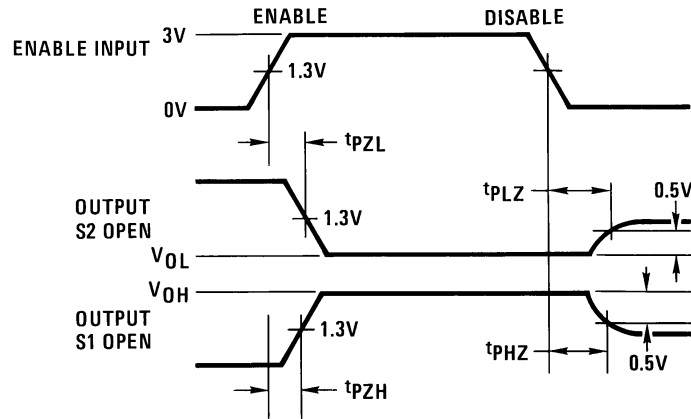 ENABLE
DISABLE
3V
ENABLE INPUT
1.3V
0V
tPZL
tPLZ
0.5V
OUTPUT
S2 OPEN
1.3V
VOL
VOH
OUTPUT
S1 OPEN
1.3V
tPHZ
0.5V
tPZH